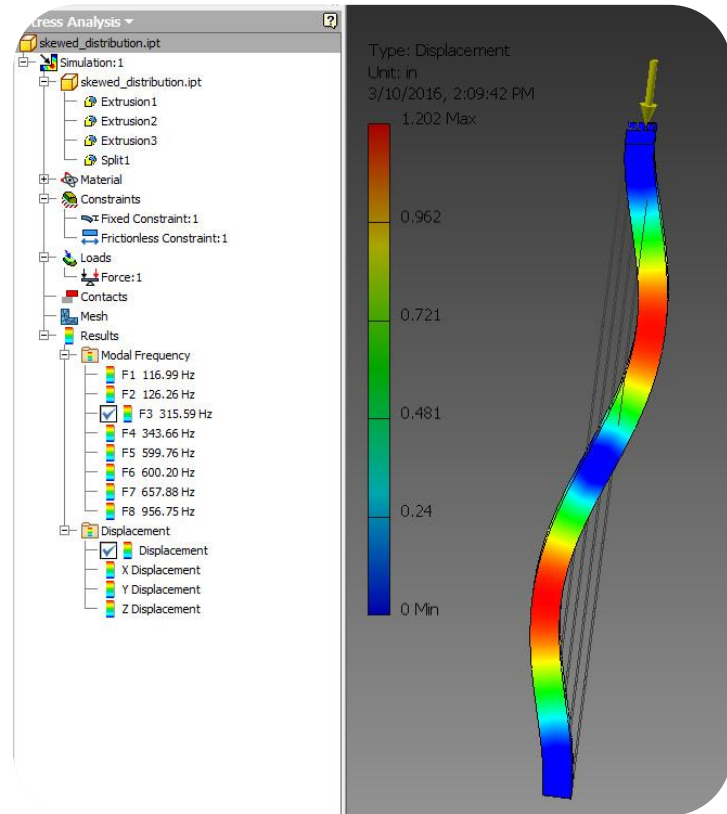 tress Analysis
skewed_distribution.ipt
Simulation:1
skewed_distribution.ipt
Extrusion1
Extrusion2
Extrusion3
Split1
Material
Constraints
Fixed Constraint:1
Frictionless Constraint:1
Loads
Force:1
Contacts
Mesh
Results
Modal Frequency
F1 116.99 Hz
F2 126.26 Hz
F3 315.59 Hz
F4 343.66 Hz
F5 599.76 Hz
F6 600.20 Hz
F7 657.88 Hz
F8 956.75 Hz
Displacement
Displacement
X Displacement
Y Displacement
Z Displacement
Type: Displacement
Unit: in
3/10/2016, 2:09:42 PM
1.202 Max
0.962
0.721
0.481
0.24
0 Min